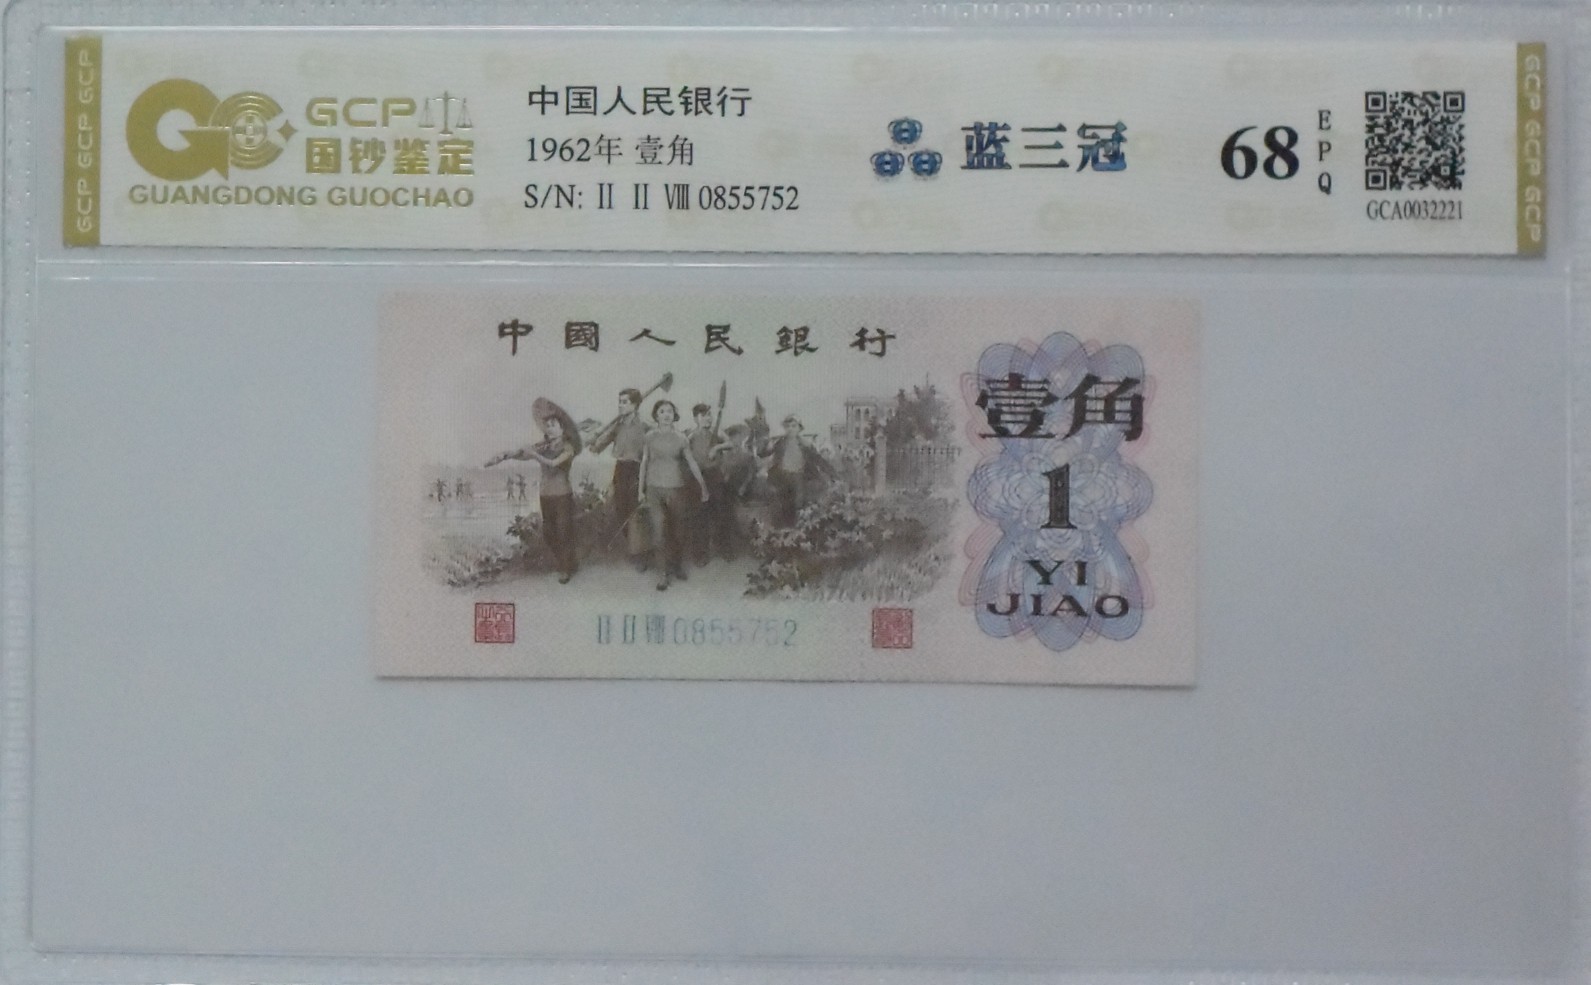 GCP
国钞鉴定
GUANGDONG GUOCHAO
中国人民银行
1962年 壹角
S/N: Ⅱ Ⅱ Ⅷ 0855752
蓝三冠
68
EPQ
GCA0032221
GCP GCP GCP
GCP GCP GCP
中國人民銀行
壹角
1
YI
JIAO
Ⅱ Ⅱ Ⅷ 0855752